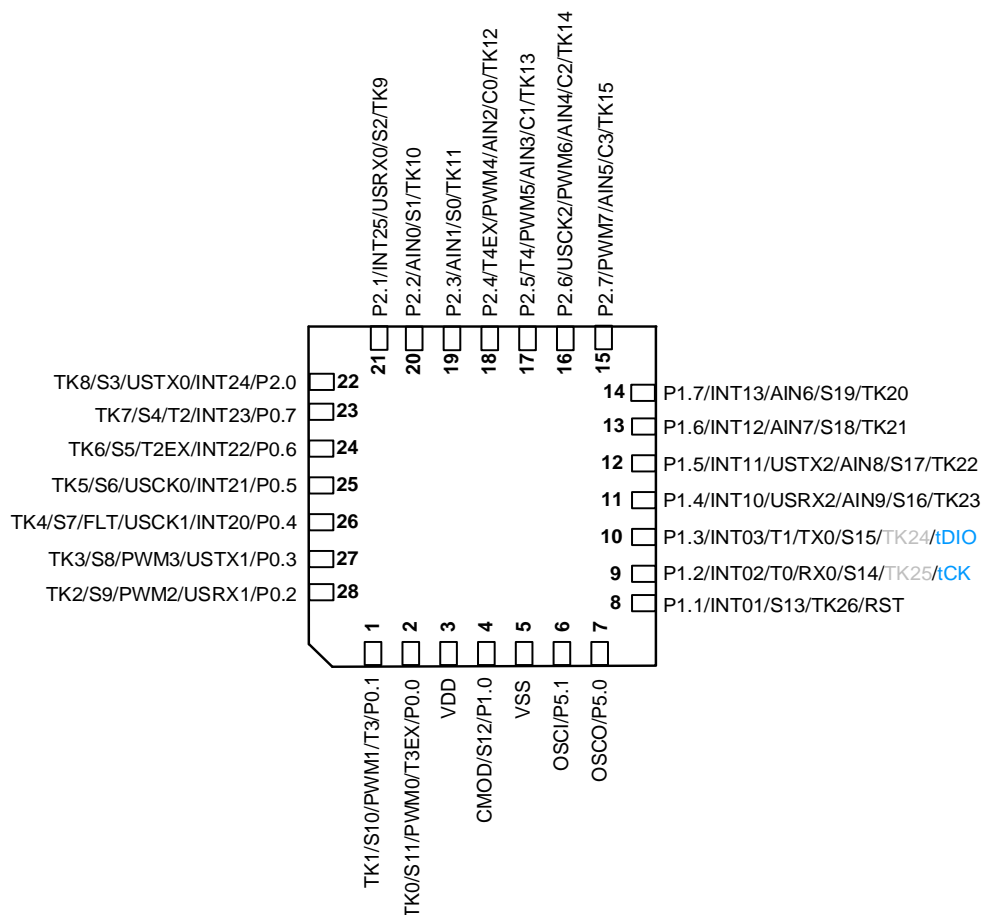 P2.1/INT25/USRX0/S2/TK9
P2.2/AIN0/S1/TK10
P2.3/AIN1/S0/TK11
P2.4/T4EX/PWM4/AIN2/C0/TK12
P2.5/T4/PWM5/AIN3/C1/TK13
P2.6/USCK2/PWM6/AIN4/C2/TK14
P2.7/PWM7/AIN5/C3/TK15
21
20
19
18
17
16
15
TK8/S3/USTX0/INT24/P2.0 22
TK7/S4/T2/INT23/P0.7 23
TK6/S5/T2EX/INT22/P0.6 24
TK5/S6/USCK0/INT21/P0.5 25
TK4/S7/FLT/USCK1/INT20/P0.4 26
TK3/S8/PWM3/USTX1/P0.3 27
TK2/S9/PWM2/USRX1/P0.2 28
14 P1.7/INT13/AIN6/S19/TK20
13 P1.6/INT12/AIN7/S18/TK21
12 P1.5/INT11/USTX2/AIN8/S17/TK22
11 P1.4/INT10/USRX2/AIN9/S16/TK23
10 P1.3/INT03/T1/TX0/S15/TK24/tDIO
9 P1.2/INT02/T0/RX0/S14/TK25/tCK
8 P1.1/INT01/S13/TK26/RST
1
2
3
4
5
6
7
TK1/S10/PWM1/T3/P0.1
TK0/S11/PWM0/T3EX/P0.0
VDD
CMOD/S12/P1.0
VSS
OSCI/P5.1
OSCO/P5.0